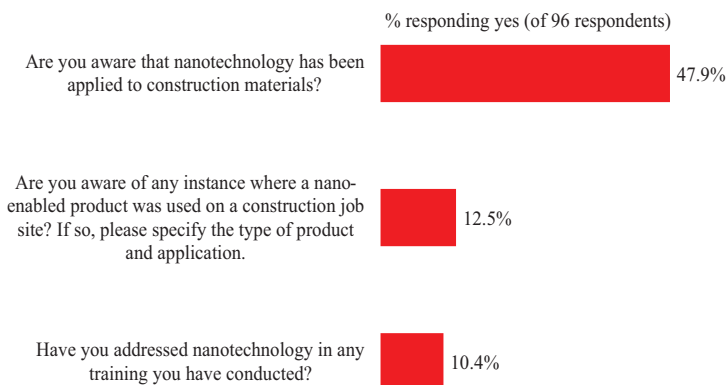 % responding yes (of 96 respondents)
Are you aware that nanotechnology has been
applied to construction materials?
47.9%
Are you aware of any instance where a nano-
enabled product was used on a construction job
site? If so, please specify the type of product
and application.
12.5%
Have you addressed nanotechnology in any
training you have conducted?
10.4%